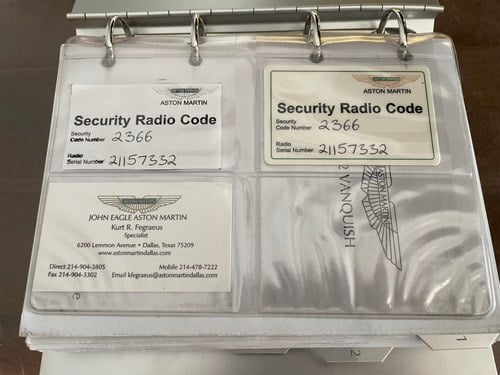 ASTON MARTIN
Security Radio Code
Security
Code Number 2366
Radio
Serial Number 21157332
ASTON MARTIN
Security Radio Code
Security
Code Number 2366
Radio
Serial Number 21157332
JOHN EAGLE ASTON MARTIN
Kurt R. Fegraeus
Specialist
6200 Lemmon Avenue • Dallas, Texas 75209
www.astonmartindallas.com
Direct 214-904-3805 Mobile 214-478-7222
Fax 214-904-3302 Email kfegraeus@astonmartindallas.com
VANQUISH
1
2